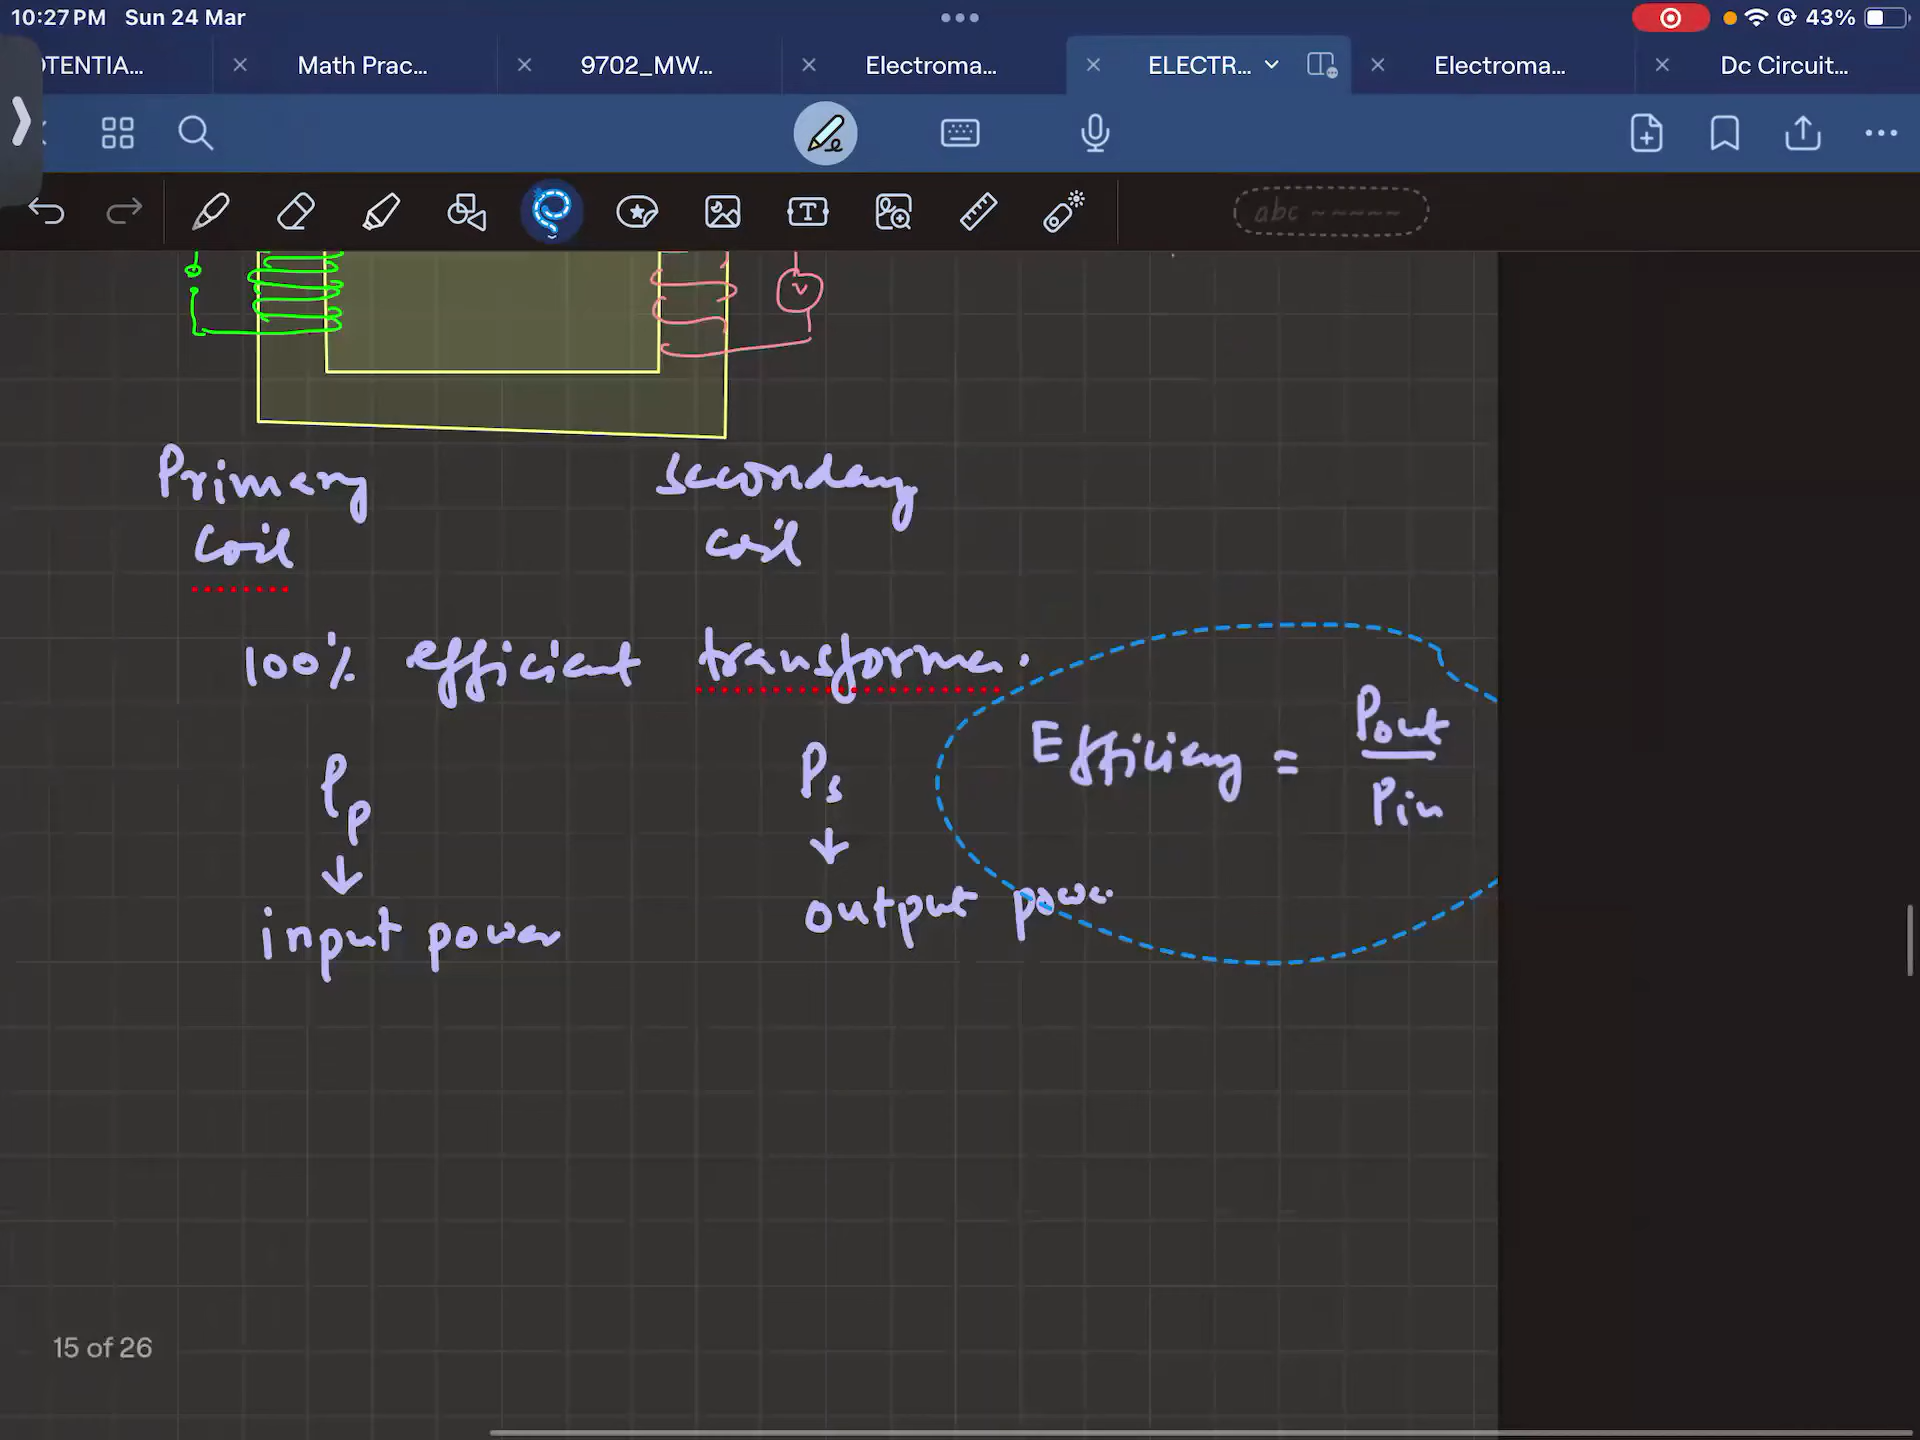 10:27 PM Sun 24 Mar
43%
OTENTIA...
Math Prac...
9702_MW...
Electroma...
ELECTR...
Electroma...
Dc Circuit...
T
abc ~~~~~
V
Primary
Coil
Secondary
coil
100% efficient transformer.
Efficiency = Pout
Pin
Pp
Ps
input power
output power
15 of 26